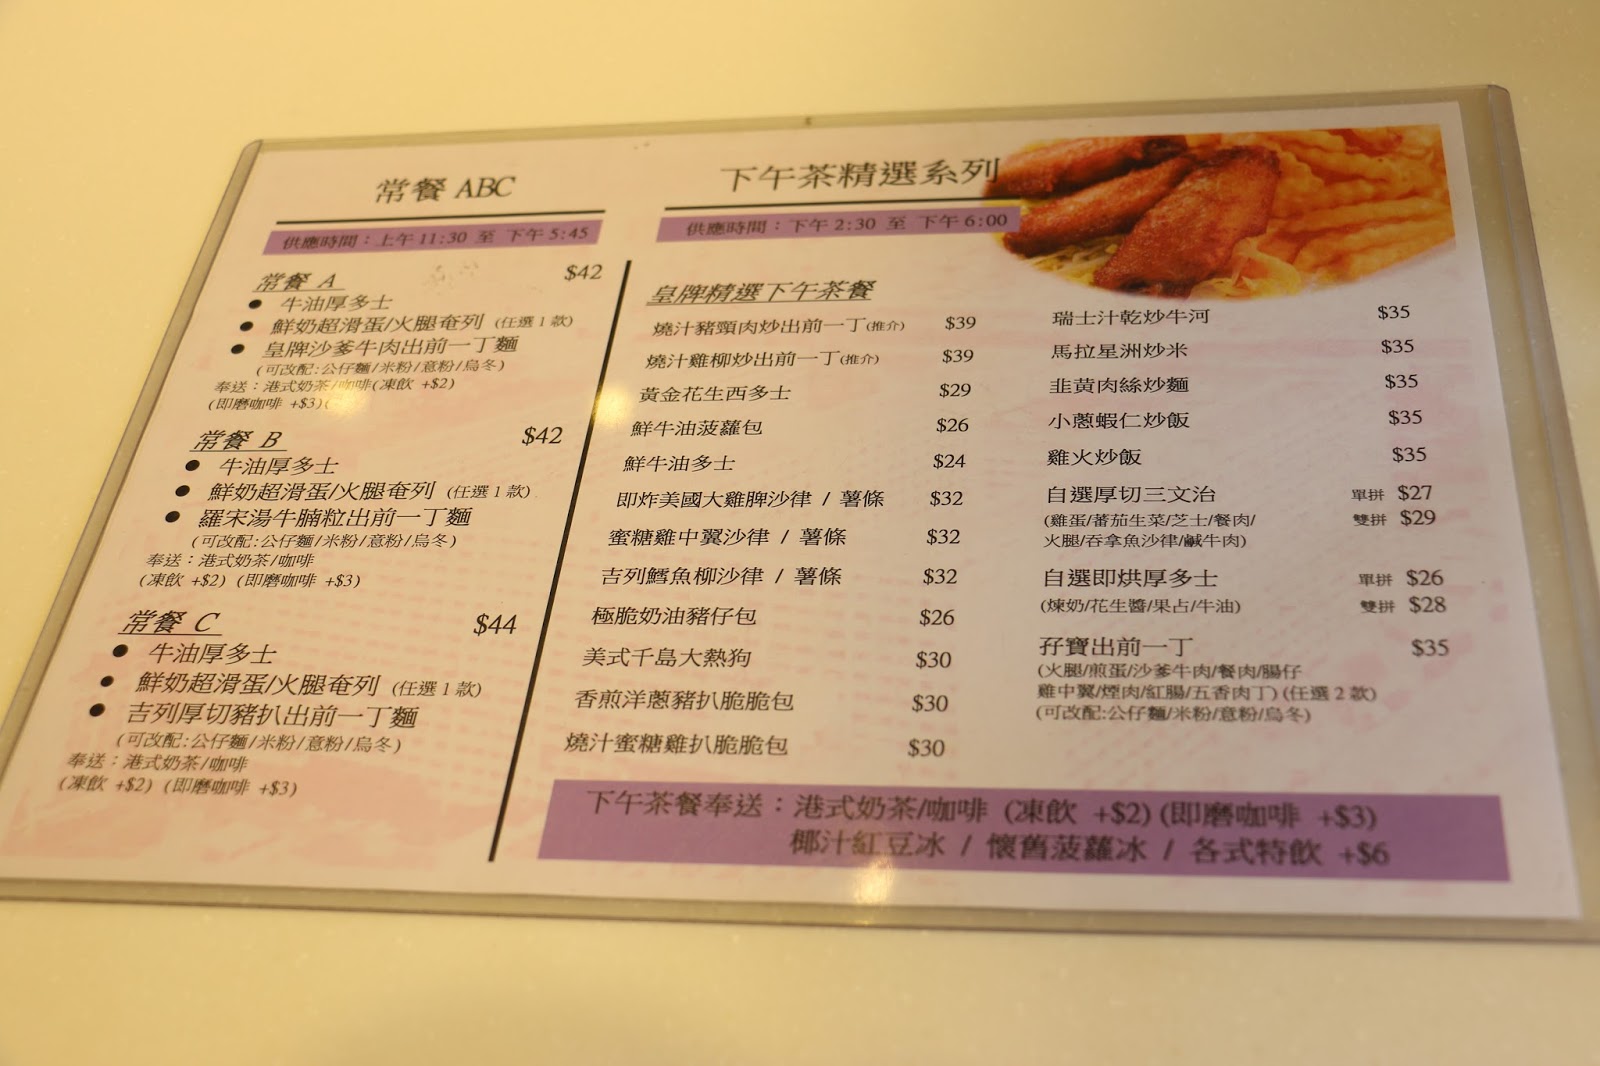 常餐 ABC
供應時間：上午 11:30 至 下午 5:45
常餐 A $42
● 牛油厚多士
● 鮮奶超滑蛋/火腿奄列 (任選 1 款)
● 皇牌沙爹牛肉出前一丁麵
(可改配:公仔麵/米粉/意粉/烏冬)
奉送：港式奶茶/咖啡(凍飲 +$2)
(即磨咖啡 +$3)(
常餐 B $42
● 牛油厚多士
● 鮮奶超滑蛋/火腿奄列 (任選 1 款)
● 羅宋湯牛腩粒出前一丁麵
(可改配:公仔麵/米粉/意粉/烏冬)
奉送：港式奶茶/咖啡
(凍飲 +$2) (即磨咖啡 +$3)
常餐 C $44
● 牛油厚多士
● 鮮奶超滑蛋/火腿奄列 (任選 1 款)
● 吉列厚切豬扒出前一丁麵
(可改配:公仔麵/米粉/意粉/烏冬)
奉送：港式奶茶/咖啡
(凍飲 +$2) (即磨咖啡 +$3)
下午茶精選系列
供應時間：下午 2:30 至 下午 6:00
皇牌精選下午茶餐
燒汁豬頸肉炒出前一丁(推介) $39
燒汁雞柳炒出前一丁(推介) $39
黃金花生西多士 $29
鮮牛油菠蘿包 $26
鮮牛油多士 $24
即炸美國大雞脾沙律 / 薯條 $32
蜜糖雞中翼沙律 / 薯條 $32
吉列鱈魚柳沙律 / 薯條 $32
極脆奶油豬仔包 $26
美式千島大熱狗 $30
香煎洋蔥豬扒脆脆包 $30
燒汁蜜糖雞扒脆脆包 $30
瑞士汁乾炒牛河 $35
馬拉星洲炒米 $35
韭黄肉絲炒麵 $35
小蔥蝦仁炒飯 $35
雞火炒飯 $35
自選厚切三文治 單拼 $27
(雞蛋/蕃茄生菜/芝士/餐肉/ 雙拼 $29
火腿/吞拿魚沙律/鹹牛肉)
自選即烘厚多士 單拼 $26
(煉奶/花生醬/果占/牛油) 雙拼 $28
孖寶出前一丁 $35
(火腿/煎蛋/沙爹牛肉/餐肉/腸仔
雞中翼/煙肉/紅腸/五香肉丁) (任選 2 款)
(可改配:公仔麵/米粉/意粉/烏冬)
下午茶餐奉送：港式奶茶/咖啡 (凍飲 +$2) (即磨咖啡 +$3)
椰汁紅豆冰 / 懷舊菠蘿冰 / 各式特飲 +$6